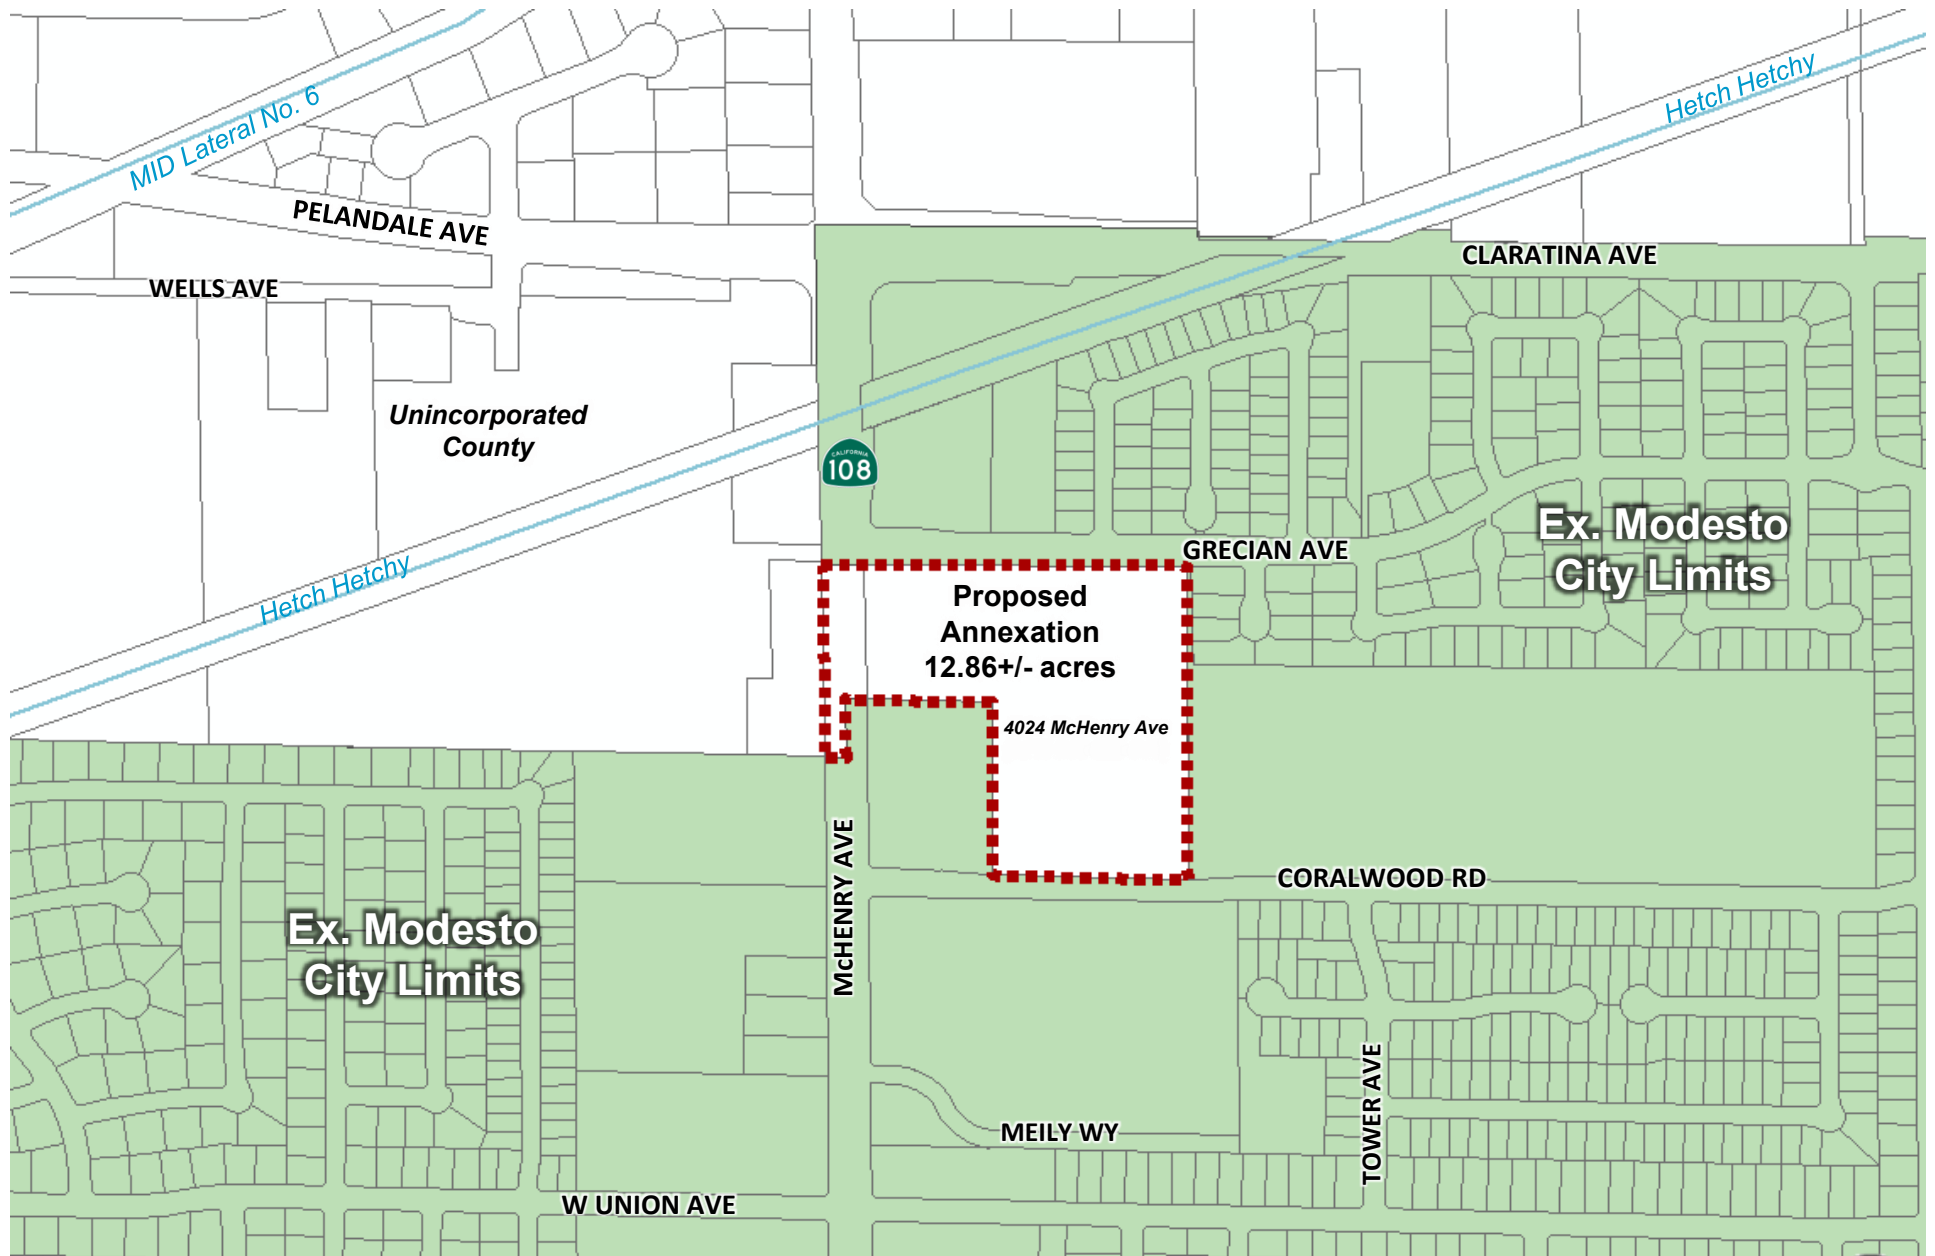 Hetch Hetchy
MID Lateral No. 6
PELANDALE AVE
CLARATINA AVE
WELLS AVE
Unincorporated
County
CALIFORNIA
108
Ex. Modesto
City Limits
GRECIAN AVE
Hetch Hetchy
Proposed
Annexation
12.86+/- acres
4024 McHenry Ave
McHENRY AVE
CORALWOOD RD
Ex. Modesto
City Limits
TOWER AVE
MEILY WY
W UNION AVE